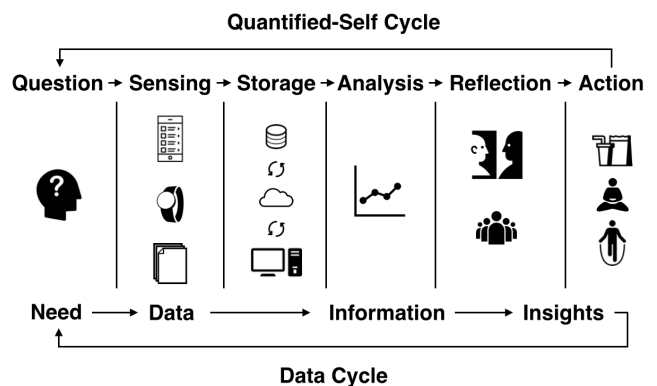 Quantified-Self Cycle
Question → Sensing → Storage → Analysis → Reflection → Action
?
Need → Data → Information → Insights
Data Cycle